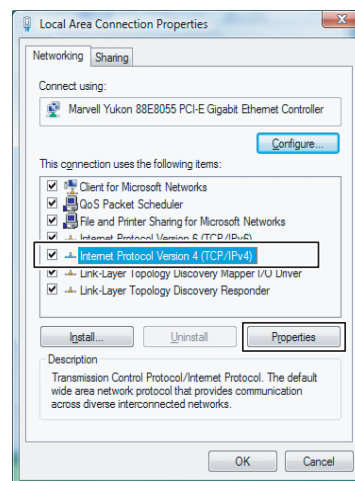 Local Area Connection Properties
Networking Sharing
Connect using:
Marvell Yukon 88E8055 PCI-E Gigabit Ethernet Controller
Configure...
This connection uses the following items:
Client for Microsoft Networks
QoS Packet Scheduler
File and Printer Sharing for Microsoft Networks
Internet Protocol Version 6 (TCP/IPv6)
Internet Protocol Version 4 (TCP/IPv4)
Link-Layer Topology Discovery Mapper I/O Driver
Link-Layer Topology Discovery Responder
Install... Uninstall Properties
Description
Transmission Control Protocol/Internet Protocol. The default
wide area network protocol that provides communication
across diverse interconnected networks.
OK Cancel